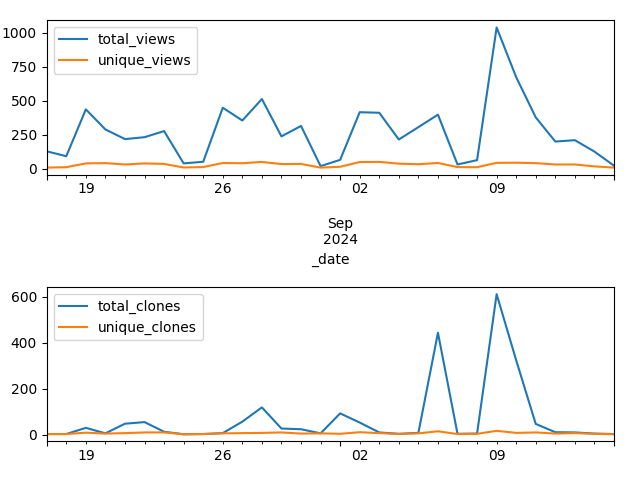 1000
750
500
250
0
total_views
unique_views
19 26 02 09
Sep
2024
_date
600
400
200
0
total_clones
unique_clones
19 26 02 09